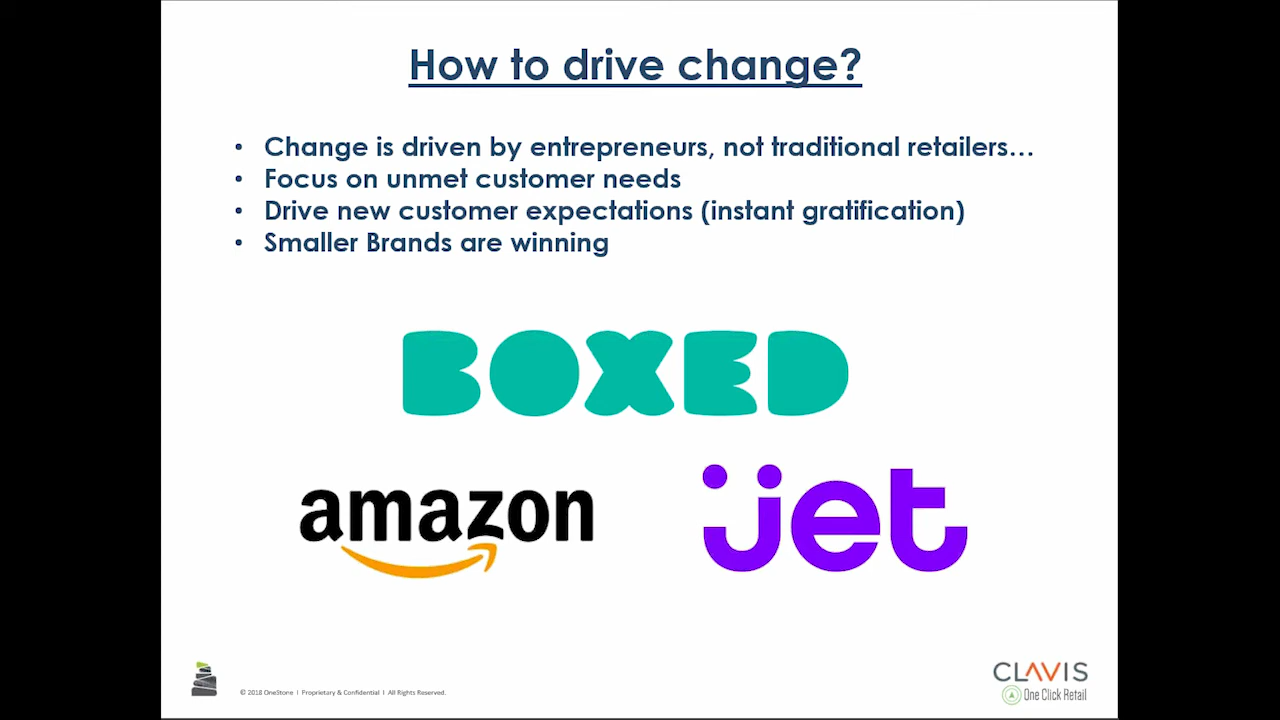 How to drive change?
• Change is driven by entrepreneurs, not traditional retailers…
• Focus on unmet customer needs
• Drive new customer expectations (instant gratification)
• Smaller Brands are winning
BOXED
amazon
jet
© 2018 OneStone I Proprietary & Confidential I All Rights Reserved.
CLAVIS
One Click Retail